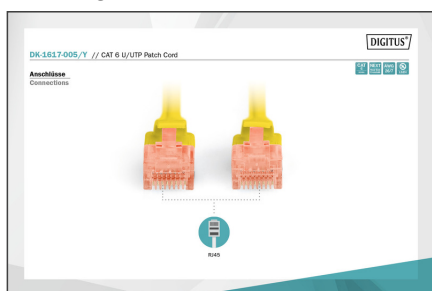 DIGITUS®
DK-1617-005/Y // CAT 6 U/UTP Patch Cord
Anschlüsse
Connections
RJ45